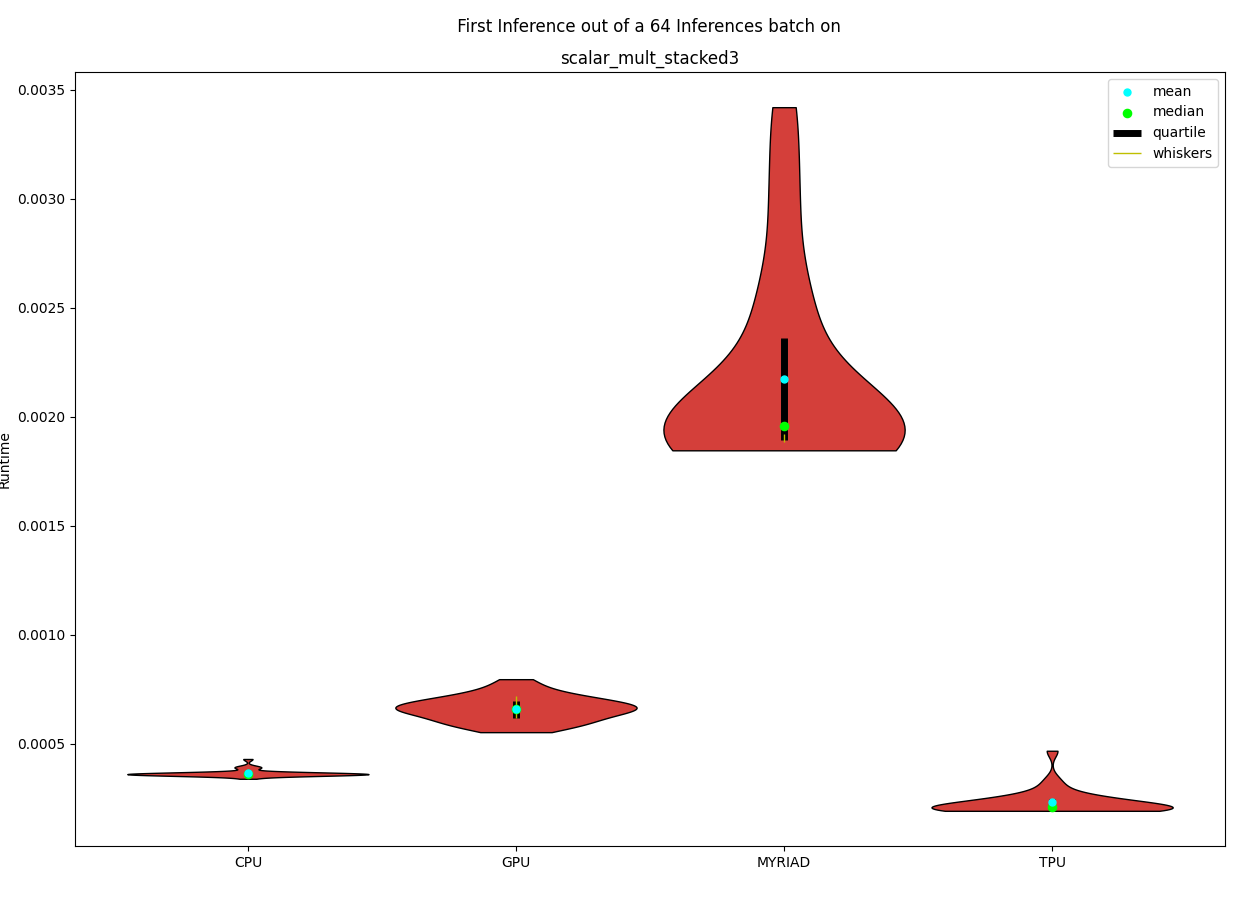 First Inference out of a 64 Inferences batch on
scalar_mult_stacked3
mean
median
quartile
whiskers
0.0035
0.0030
0.0025
0.0020
0.0015
0.0010
0.0005
Runtime
CPU GPU MYRIAD TPU